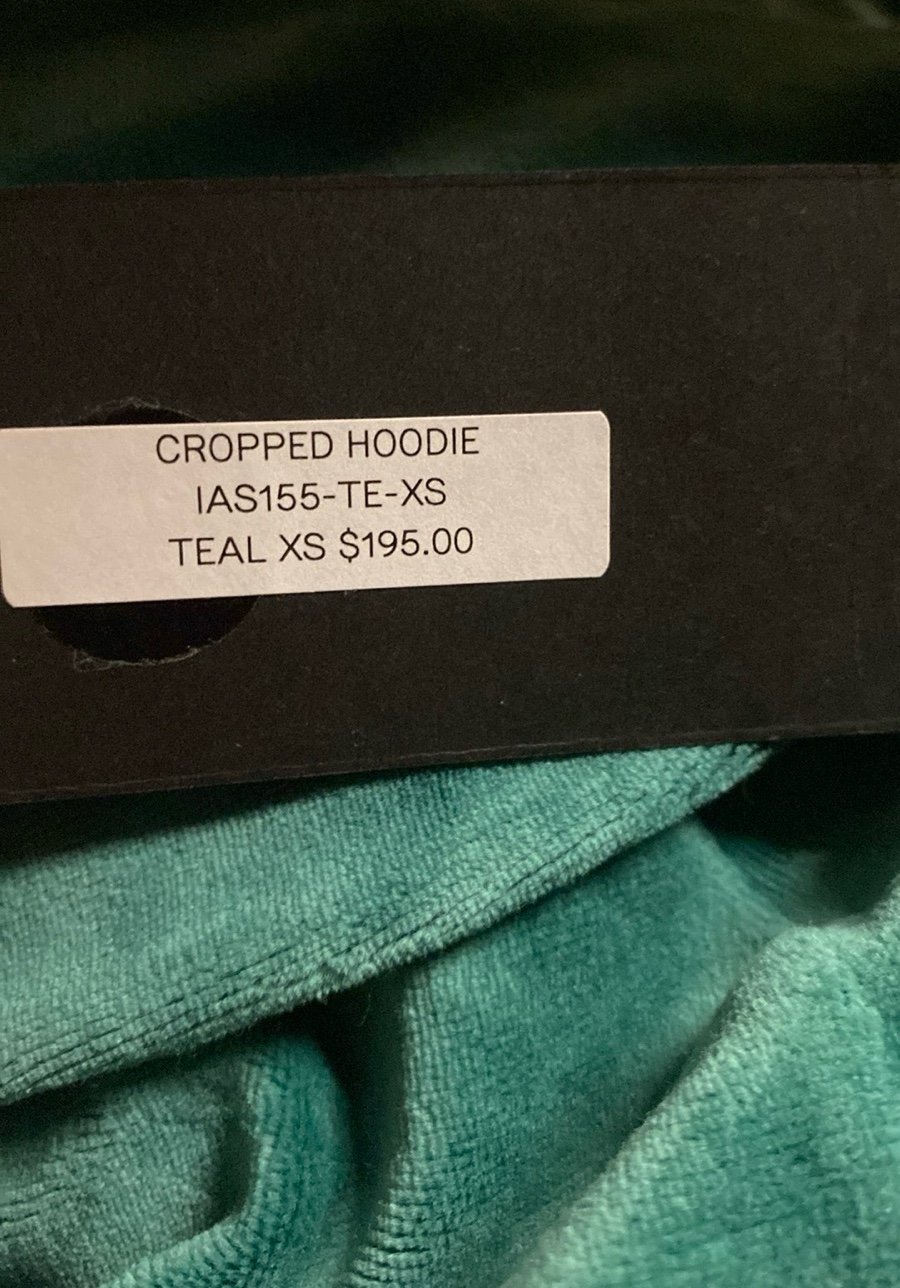 CROPPED HOODIE
IAS155-TE-XS
TEAL XS $195.00